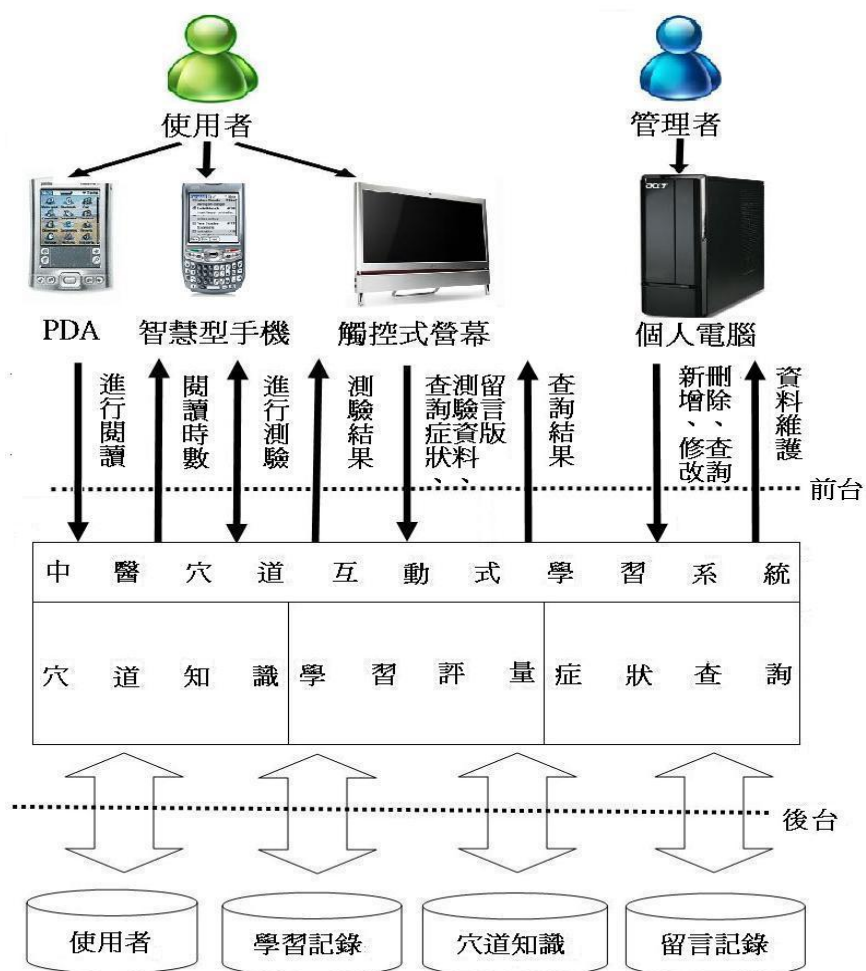 使用者
管理者
acer
PDA
智慧型手機
觸控式營幕
個人電腦
進行閱讀
閱讀時數
進行測驗
測驗結果
留言版
測驗資料、
查詢症狀、
查詢結果
刪除、查詢
新增、修改
資料維護
前台
中醫穴道互動式學習系統
穴道知識
學習評量
症狀查詢
後台
使用者
學習記錄
穴道知識
留言記錄